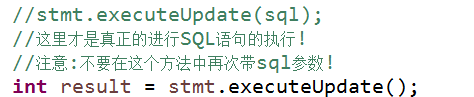 //stmt.executeUpdate(sql);
//这里才是真正的进行SQL语句的执行!
//注意:不要在这个方法中再次带sql参数!
int result = stmt.executeUpdate();